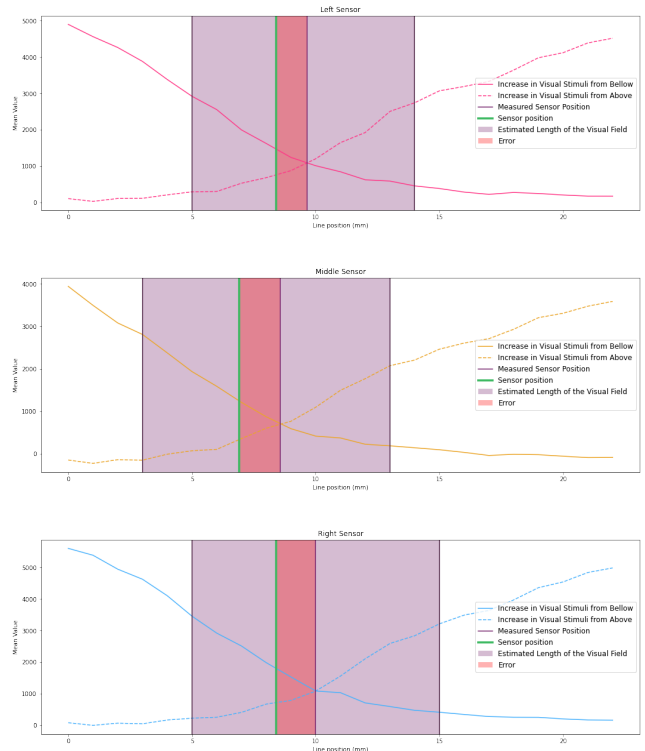 Left Sensor
5000
4000
3000
2000
1000
0
Mean Value
Increase in Visual Stimuli from Bellow
Increase in Visual Stimuli from Above
Measured Sensor Position
Sensor position
Estimated Length of the Visual Field
Error
0 5 10 15 20
Line position (mm)
Middle Sensor
4000
3000
2000
1000
0
Mean Value
Increase in Visual Stimuli from Bellow
Increase in Visual Stimuli from Above
Measured Sensor Position
Sensor position
Estimated Length of the Visual Field
Error
0 5 10 15 20
Line position (mm)
Right Sensor
5000
4000
3000
2000
1000
0
Mean Value
Increase in Visual Stimuli from Bellow
Increase in Visual Stimuli from Above
Measured Sensor Position
Sensor position
Estimated Length of the Visual Field
Error
0 5 10 15 20
Line position (mm)